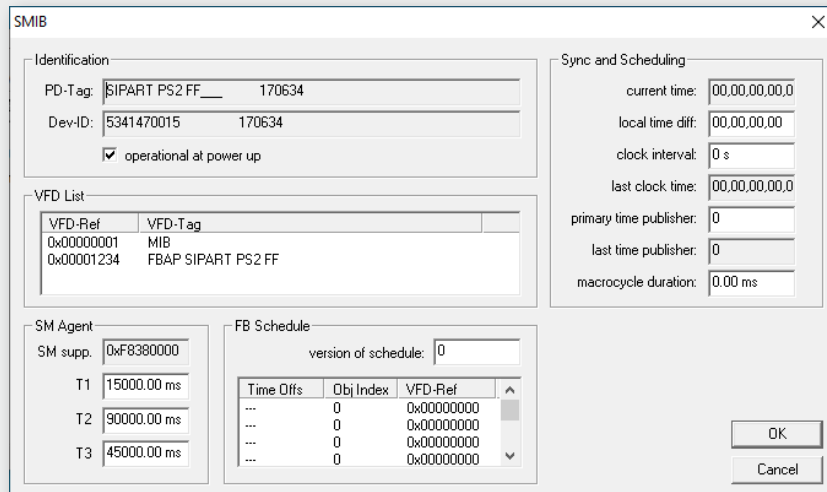 SMIB
Identification
PD-Tag: SIPART PS2 FF___ 170634
Dev-ID: 5341470015 170634
operational at power up
VFD List
VFD-Ref VFD-Tag
0x00000001 MIB
0x00001234 FBAP SIPART PS2 FF
SM Agent
SM supp. 0xF8380000
T1 15000.00 ms
T2 90000.00 ms
T3 45000.00 ms
FB Schedule
version of schedule: 0
Time Offs Obj Index VFD-Ref
--- 0 0x00000000
--- 0 0x00000000
--- 0 0x00000000
--- 0 0x00000000
Sync and Scheduling
current time: 00,00,00,00,0
local time diff: 00,00,00,00
clock interval: 0 s
last clock time: 00,00,00,00,0
primary time publisher: 0
last time publisher: 0
macrocycle duration: 0.00 ms
OK
Cancel